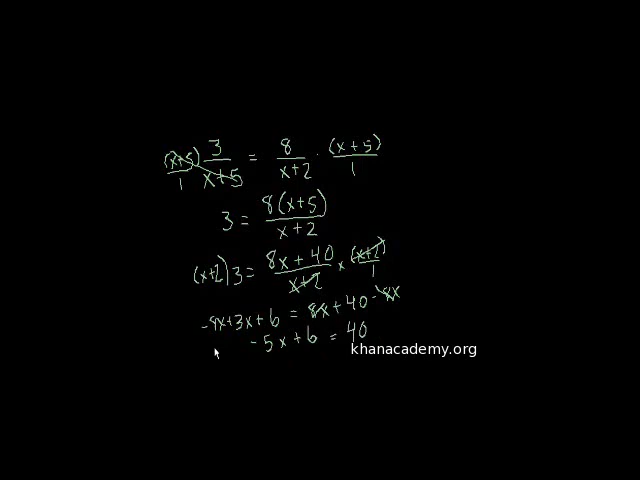 (x+5)/1 3/(x+5) = 8/(x+2) · (x+5)/1
3 = 8(x+5)/(x+2)
(x+2)3 = (8x+40)/(x+2) × (x+2)/1
-8x+3x+6 = 8x+40-8x
-5x+6 = 40
khanacademy.org